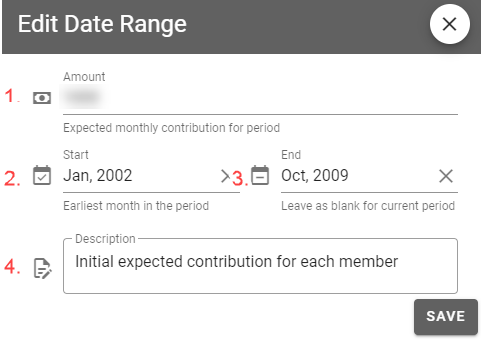 Edit Date Range
Amount
1.
Expected monthly contribution for period
Start
End
2. Jan, 2002
3. Oct, 2009
Earliest month in the period
Leave as blank for current period
Description
4. Initial expected contribution for each member
SAVE